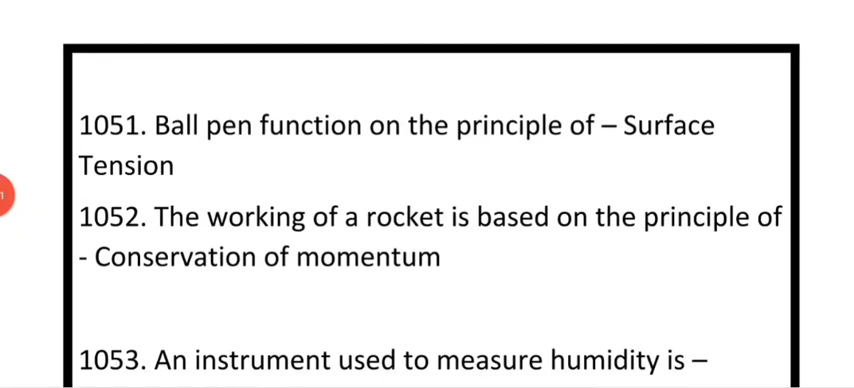 1051. Ball pen function on the principle of – Surface
Tension
1052. The working of a rocket is based on the principle of
- Conservation of momentum
1053. An instrument used to measure humidity is –